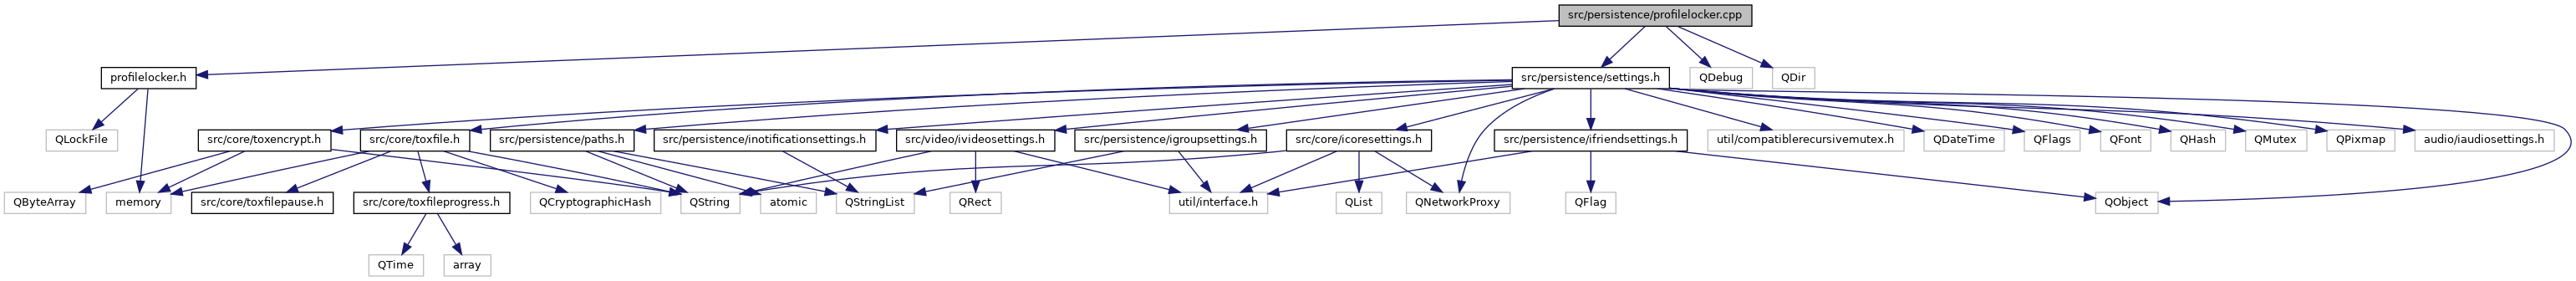 src/persistence/profilelocker.cpp
profilelocker.h
src/persistence/settings.h
QDebug
QDir
QLockFile
src/core/toxencrypt.h
src/core/toxfile.h
src/persistence/paths.h
src/persistence/inotificationsettings.h
src/video/ivideosettings.h
src/persistence/igroupsettings.h
src/core/icoresettings.h
src/persistence/ifriendsettings.h
util/compatiblerecursivemutex.h
QDateTime
QFlags
QFont
QHash
QMutex
QPixmap
audio/iaudiosettings.h
QByteArray
memory
src/core/toxfilepause.h
src/core/toxfileprogress.h
QCryptographicHash
QString
atomic
QStringList
QRect
util/interface.h
QList
QNetworkProxy
QFlag
QObject
QTime
array